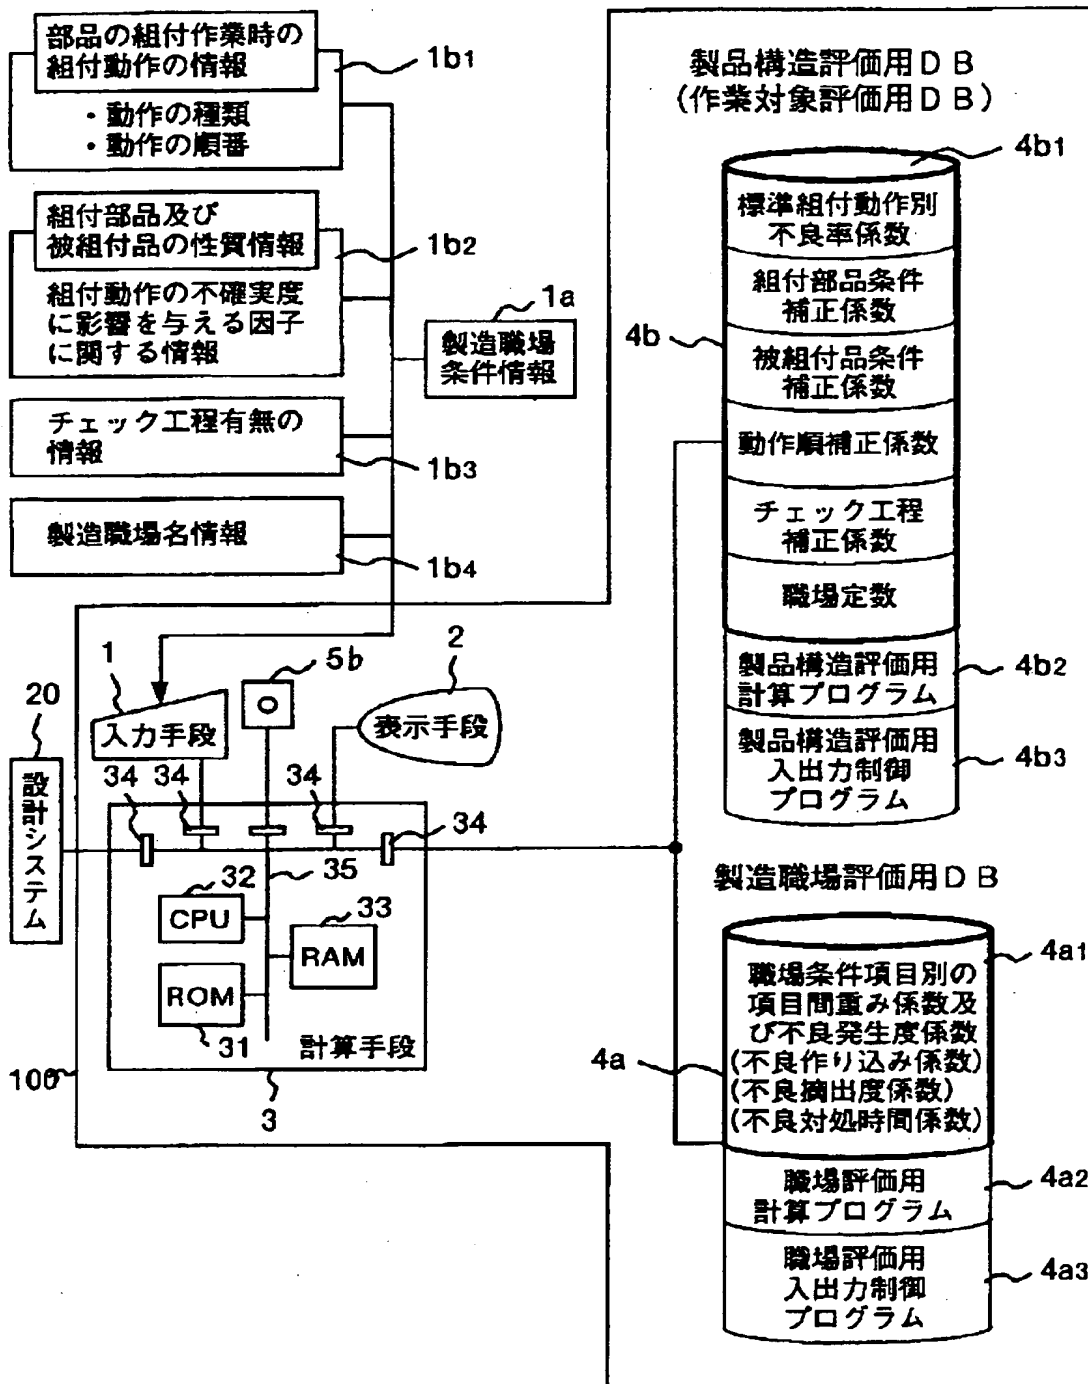 部品の組付作業時の
組付動作の情報
・動作の種類
・動作の順番
1b1
組付部品及び
被組付品の性質情報
1b2
組付動作の不確実度
に影響を与える因子
に関する情報
1a
製造職場
条件情報
チェック工程有無の
情報
1b3
製造職場名情報
1b4
製品構造評価用DB
(作業対象評価用DB)
4b1
標準組付動作別
不良率係数
組付部品条件
補正係数
4b
被組付品条件
補正係数
動作順補正係数
チェック工程
補正係数
職場定数
製品構造評価用
計算プログラム
4b2
製品構造評価用
入出力制御
プログラム
4b3
20
設計システム
1
入力手段
5b
2
表示手段
34
34
34
34
35
32
CPU
33
RAM
ROM
31
計算手段
100
3
製造職場評価用DB
4a1
職場条件項目別の
項目間重み係数及
び不良発生度係数
(不良作り込み係数)
(不良摘出度係数)
(不良対処時間係数)
4a
職場評価用
計算プログラム
4a2
職場評価用
入出力制御
プログラム
4a3